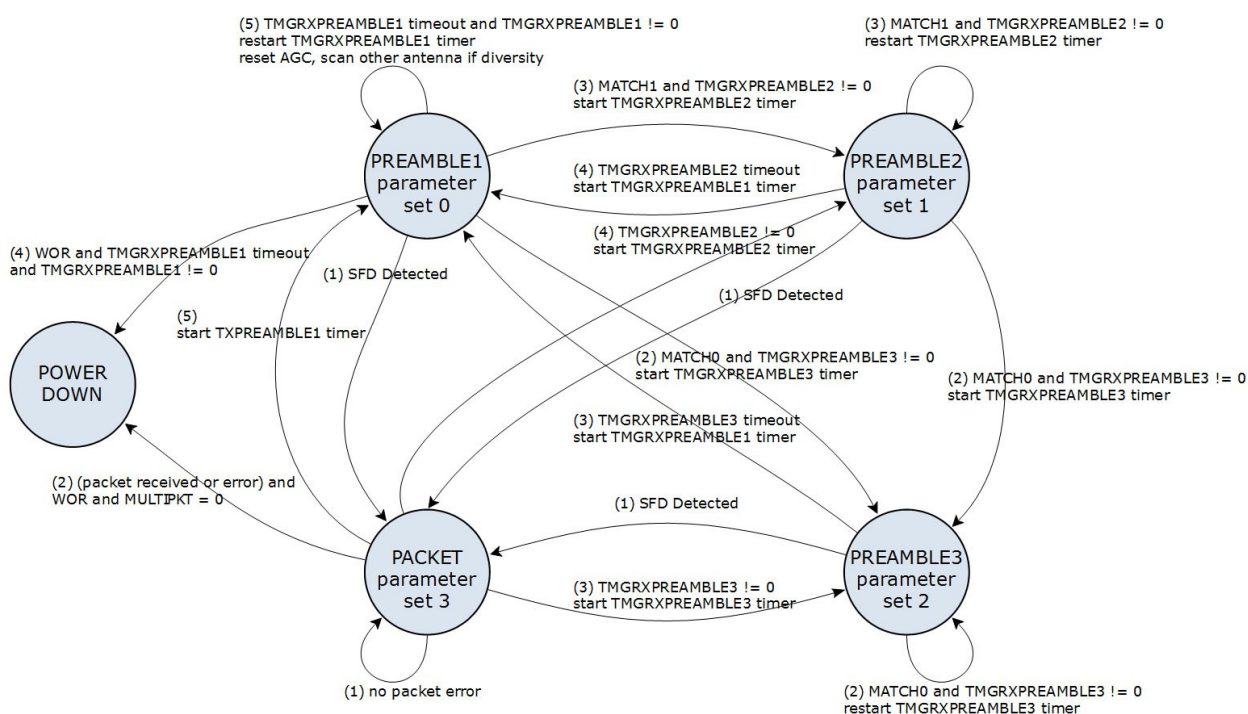 (5) TMGRXPREAMBLE1 timeout and TMGRXPREAMBLE1 != 0
restart TMGRXPREAMBLE1 timer
reset AGC, scan other antenna if diversity
(3) MATCH1 and TMGRXPREAMBLE2 != 0
restart TMGRXPREAMBLE2 timer
(3) MATCH1 and TMGRXPREAMBLE2 != 0
start TMGRXPREAMBLE2 timer
PREAMBLE1
parameter
set 0
PREAMBLE2
parameter
set 1
(4) TMGRXPREAMBLE2 timeout
start TMGRXPREAMBLE1 timer
(4) TMGRXPREAMBLE2 != 0
start TMGRXPREAMBLE2 timer
(4) WOR and TMGRXPREAMBLE1 timeout
and TMGRXPREAMBLE1 != 0
(1) SFD Detected
(1) SFD Detected
(5)
start TXPREAMBLE1 timer
POWER
DOWN
(2) MATCH0 and TMGRXPREAMBLE3 != 0
start TMGRXPREAMBLE3 timer
(2) MATCH0 and TMGRXPREAMBLE3 != 0
start TMGRXPREAMBLE3 timer
(3) TMGRXPREAMBLE3 timeout
start TMGRXPREAMBLE1 timer
(2) (packet received or error) and
WOR and MULTIPKT = 0
(1) SFD Detected
PACKET
parameter
set 3
PREAMBLE3
parameter
set 2
(3) TMGRXPREAMBLE3 != 0
start TMGRXPREAMBLE3 timer
(1) no packet error
(2) MATCH0 and TMGRXPREAMBLE3 != 0
restart TMGRXPREAMBLE3 timer